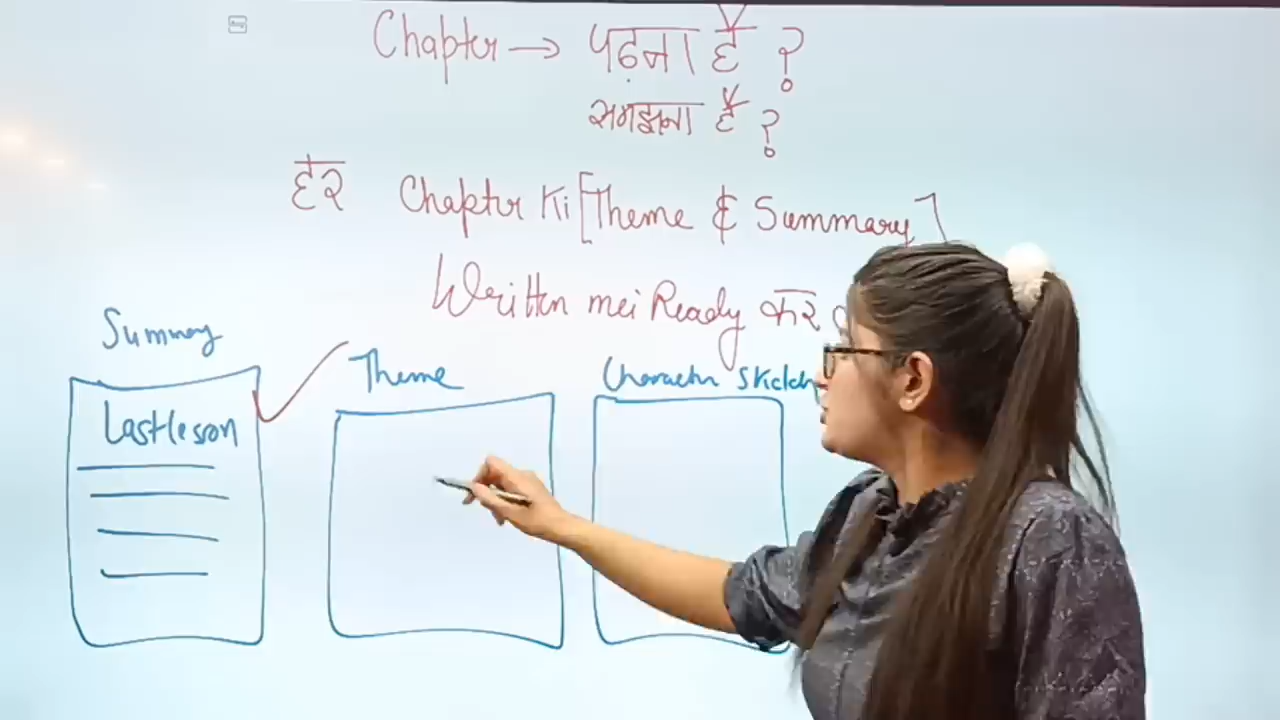 Chapter → पढ़ना है ?
समझना है ?
हर Chapter Ki [Theme & Summary]
Written mei Ready कर
Summary
Theme
Character Sketch
Last lesson